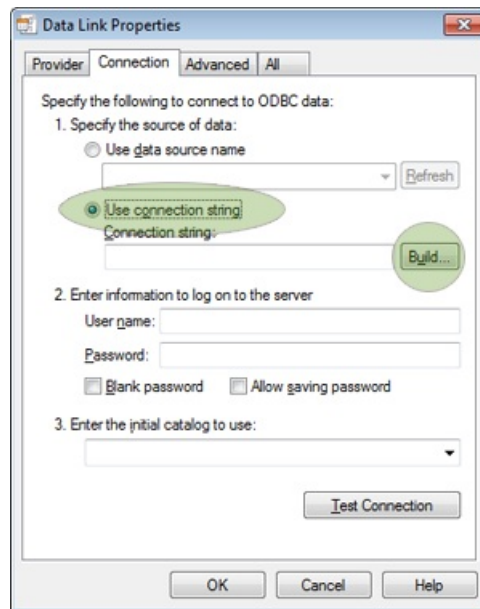 Data Link Properties
Provider Connection Advanced All
Specify the following to connect to ODBC data:
1. Specify the source of data:
Use data source name
Refresh
Use connection string
Connection string:
Build...
2. Enter information to log on to the server
User name:
Password:
Blank password Allow saving password
3. Enter the initial catalog to use:
Test Connection
OK Cancel Help